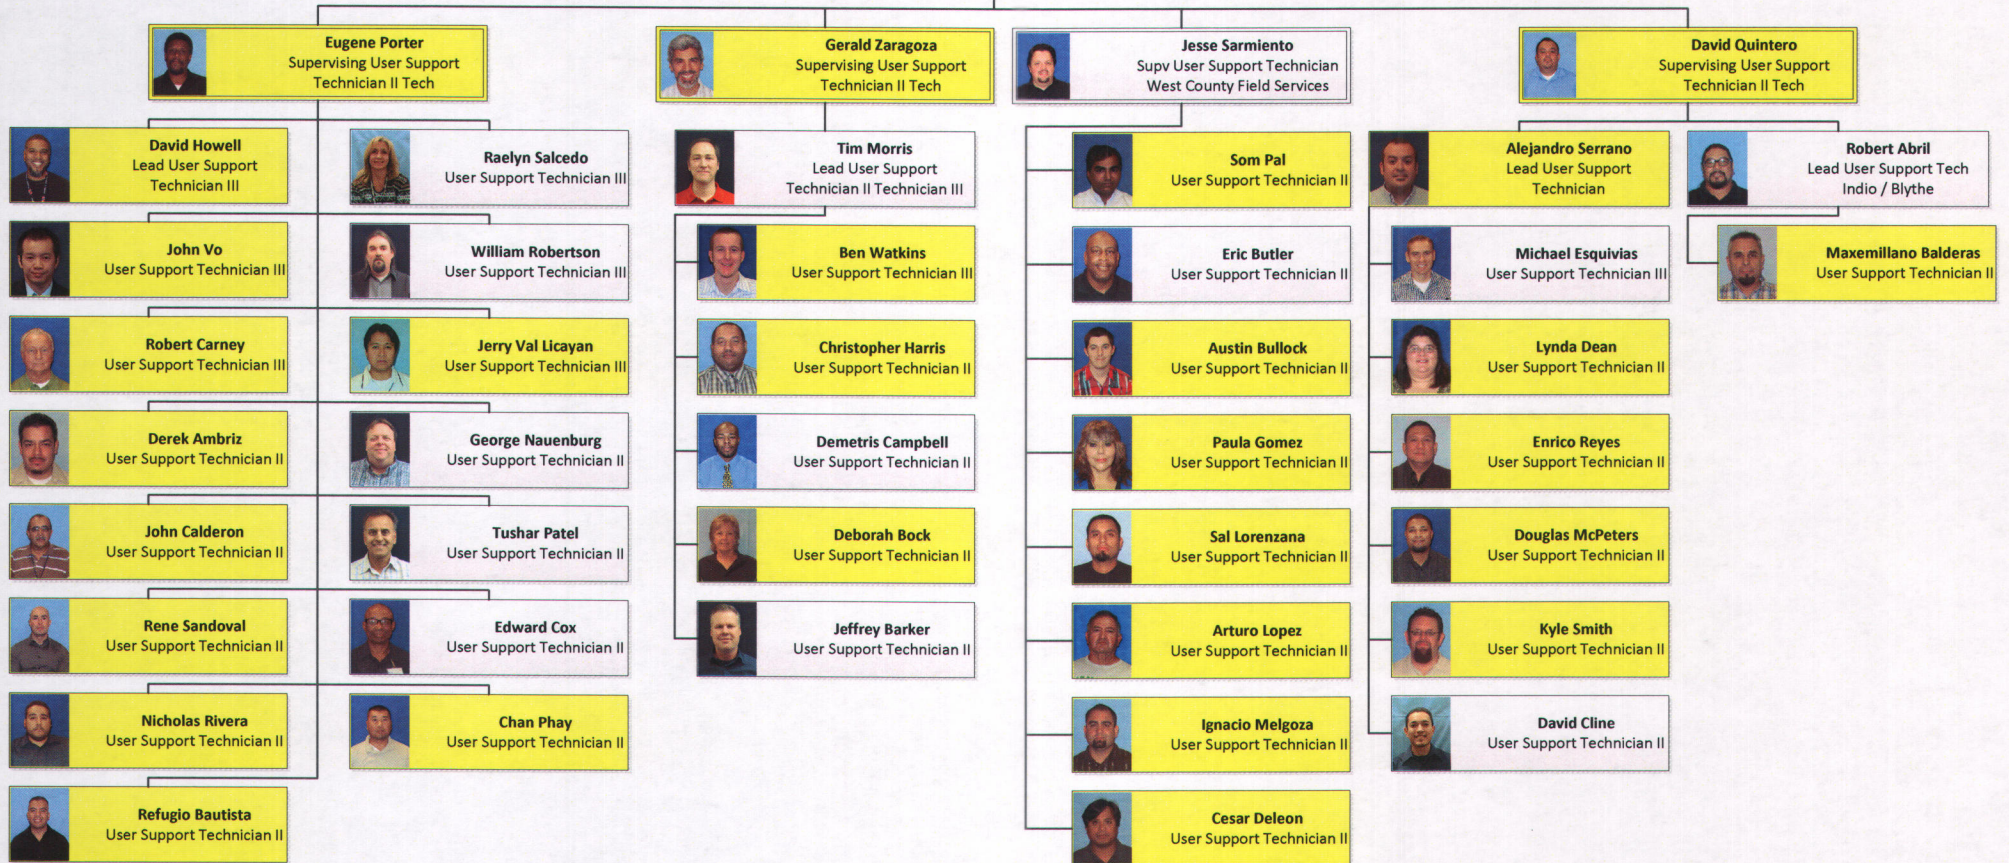 Eugene Porter
Supervising User Support
Technician II Tech
Gerald Zaragoza
Supervising User Support
Technician II Tech
Jesse Sarmiento
Supv User Support Technician
West County Field Services
David Quintero
Supervising User Support
Technician II Tech
David Howell
Lead User Support
Technician III
Raelyn Salcedo
User Support Technician III
John Vo
User Support Technician III
William Robertson
User Support Technician III
Robert Carney
User Support Technician III
Jerry Val Licayan
User Support Technician III
Derek Ambriz
User Support Technician II
George Nauenburg
User Support Technician II
John Calderon
User Support Technician II
Tushar Patel
User Support Technician II
Rene Sandoval
User Support Technician II
Edward Cox
User Support Technician II
Nicholas Rivera
User Support Technician II
Chan Phay
User Support Technician II
Refugio Bautista
User Support Technician II
Tim Morris
Lead User Support
Technician II Technician III
Ben Watkins
User Support Technician III
Christopher Harris
User Support Technician II
Demetris Campbell
User Support Technician II
Deborah Bock
User Support Technician II
Jeffrey Barker
User Support Technician II
Som Pal
User Support Technician II
Eric Butler
User Support Technician II
Austin Bullock
User Support Technician II
Paula Gomez
User Support Technician II
Sal Lorenzana
User Support Technician II
Arturo Lopez
User Support Technician II
Ignacio Melgoza
User Support Technician II
Cesar Deleon
User Support Technician II
Alejandro Serrano
Lead User Support
Technician
Michael Esquivias
User Support Technician III
Lynda Dean
User Support Technician II
Enrico Reyes
User Support Technician II
Douglas McPeters
User Support Technician II
Kyle Smith
User Support Technician II
David Cline
User Support Technician II
Robert Abril
Lead User Support Tech
Indio / Blythe
Maxemillano Balderas
User Support Technician II